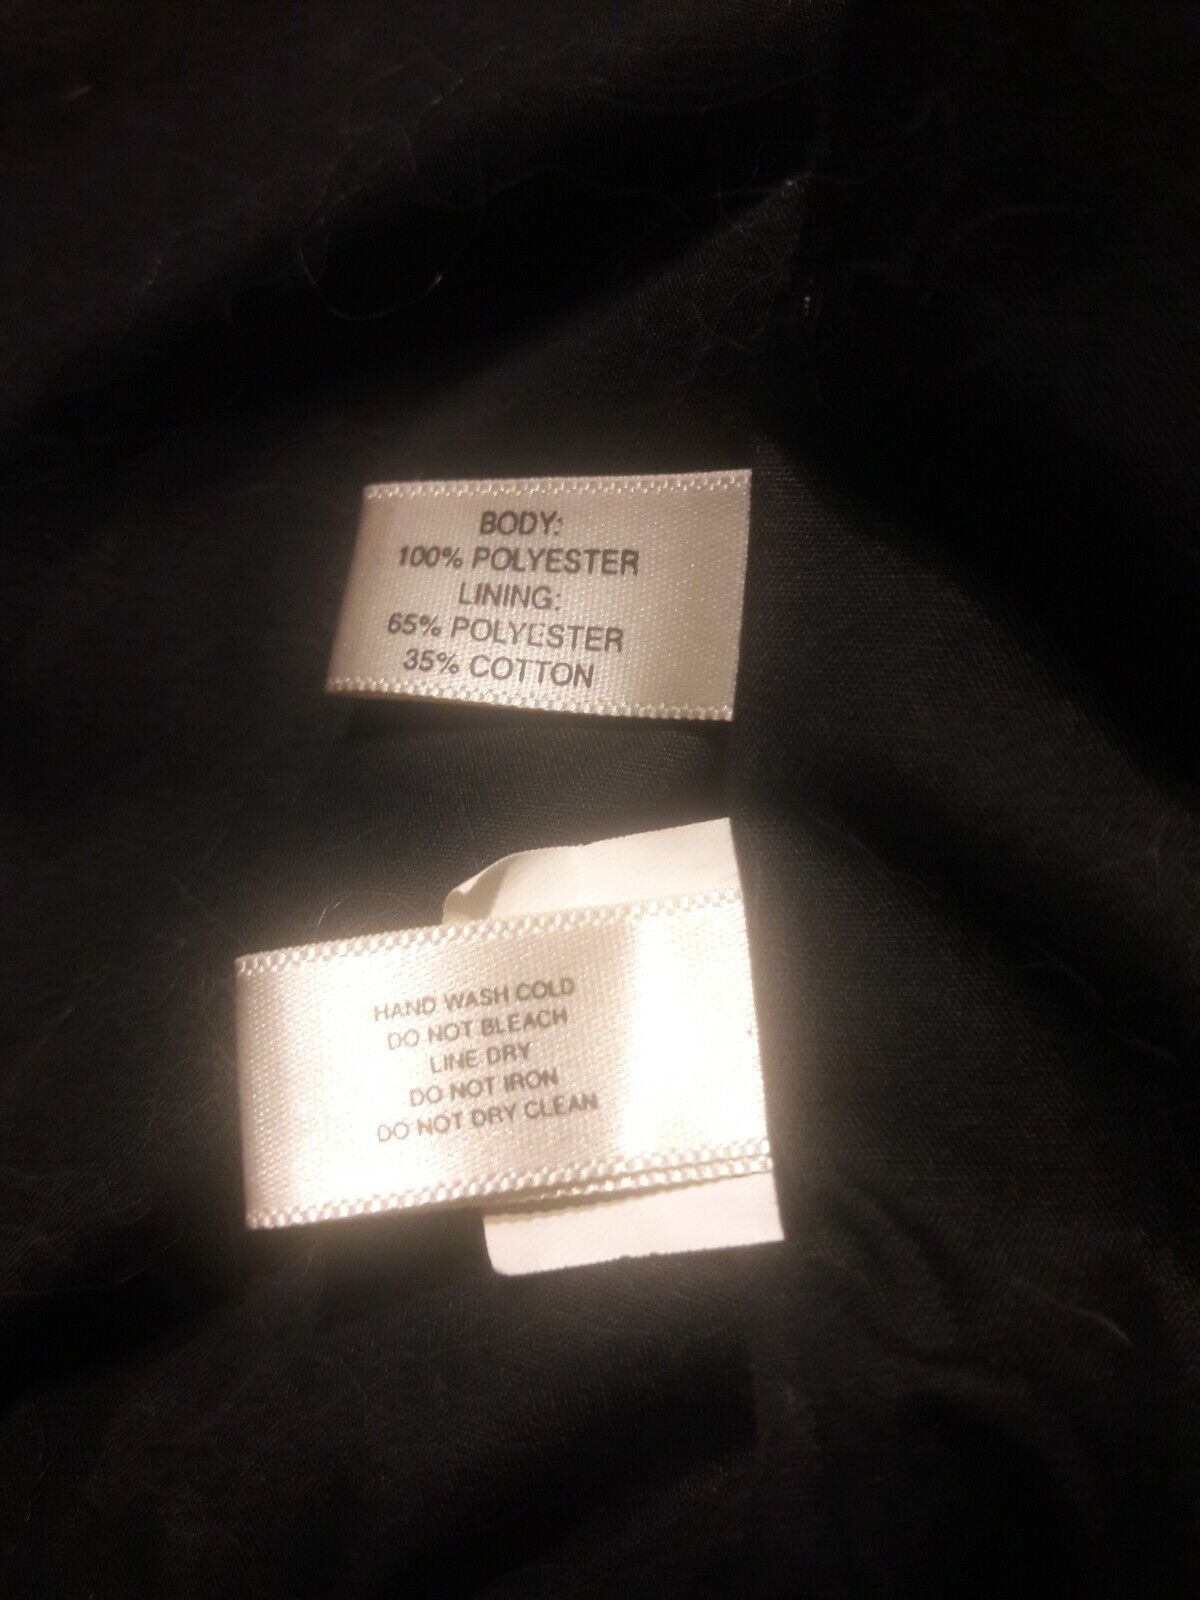 BODY:
100% POLYESTER
LINING:
65% POLYESTER
35% COTTON
HAND WASH COLD
DO NOT BLEACH
LINE DRY
DO NOT IRON
DO NOT DRY CLEAN